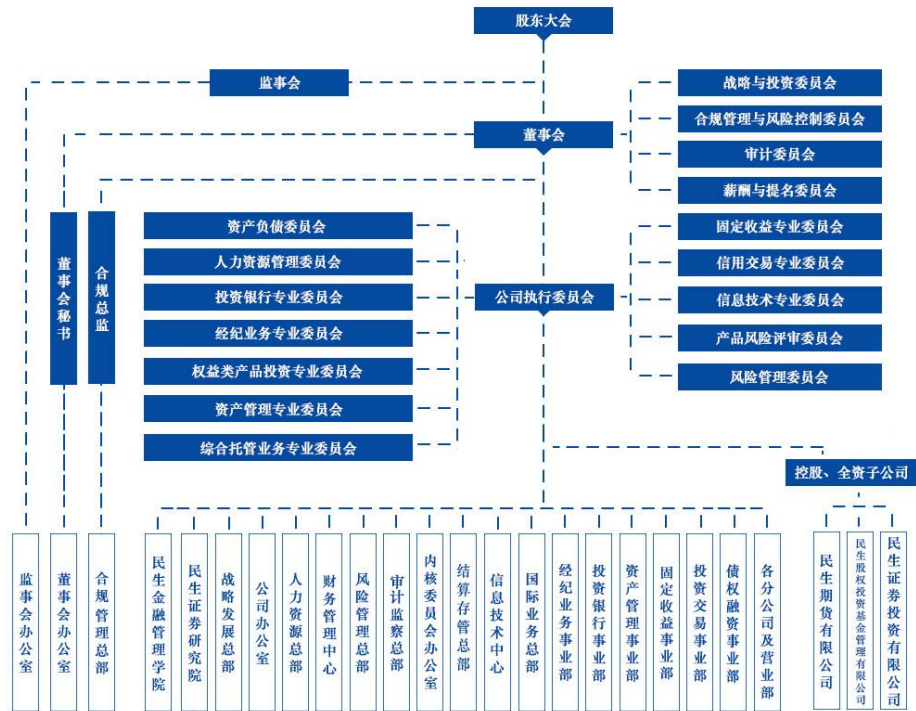 股东大会
监事会
战略与投资委员会
合规管理与风险控制委员会
董事会
审计委员会
薪酬与提名委员会
董事会秘书
合规总监
资产负债委员会
人力资源管理委员会
投资银行专业委员会
经纪业务专业委员会
权益类产品投资专业委员会
资产管理专业委员会
综合托管业务专业委员会
公司执行委员会
固定收益专业委员会
信用交易专业委员会
信息技术专业委员会
产品风险评审委员会
风险管理委员会
控股、全资子公司
监事会办公室
董事会办公室
合规管理总部
民生金融管理学院
民生证券研究院
战略发展总部
公司办公室
人力资源总部
财务管理中心
风险管理总部
审计监察总部
内核委员会办公室
结算存管总部
信息技术中心
国际业务总部
经纪业务事业部
投资银行事业部
资产管理事业部
固定收益事业部
投资交易事业部
债权融资事业部
各分公司及营业部
民生期货有限公司
民生股权投资基金管理有限公司
民生证券投资有限公司